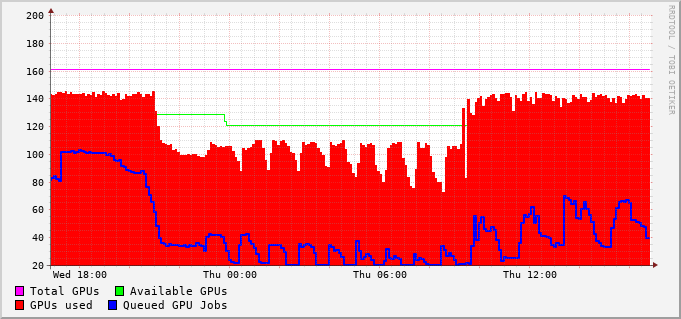 200
180
160
140
120
100
80
60
40
20
Wed 18:00 Thu 00:00 Thu 06:00 Thu 12:00
Total GPUs Available GPUs
GPUs used Queued GPU Jobs
RRDTOOL / TOBI OETIKER